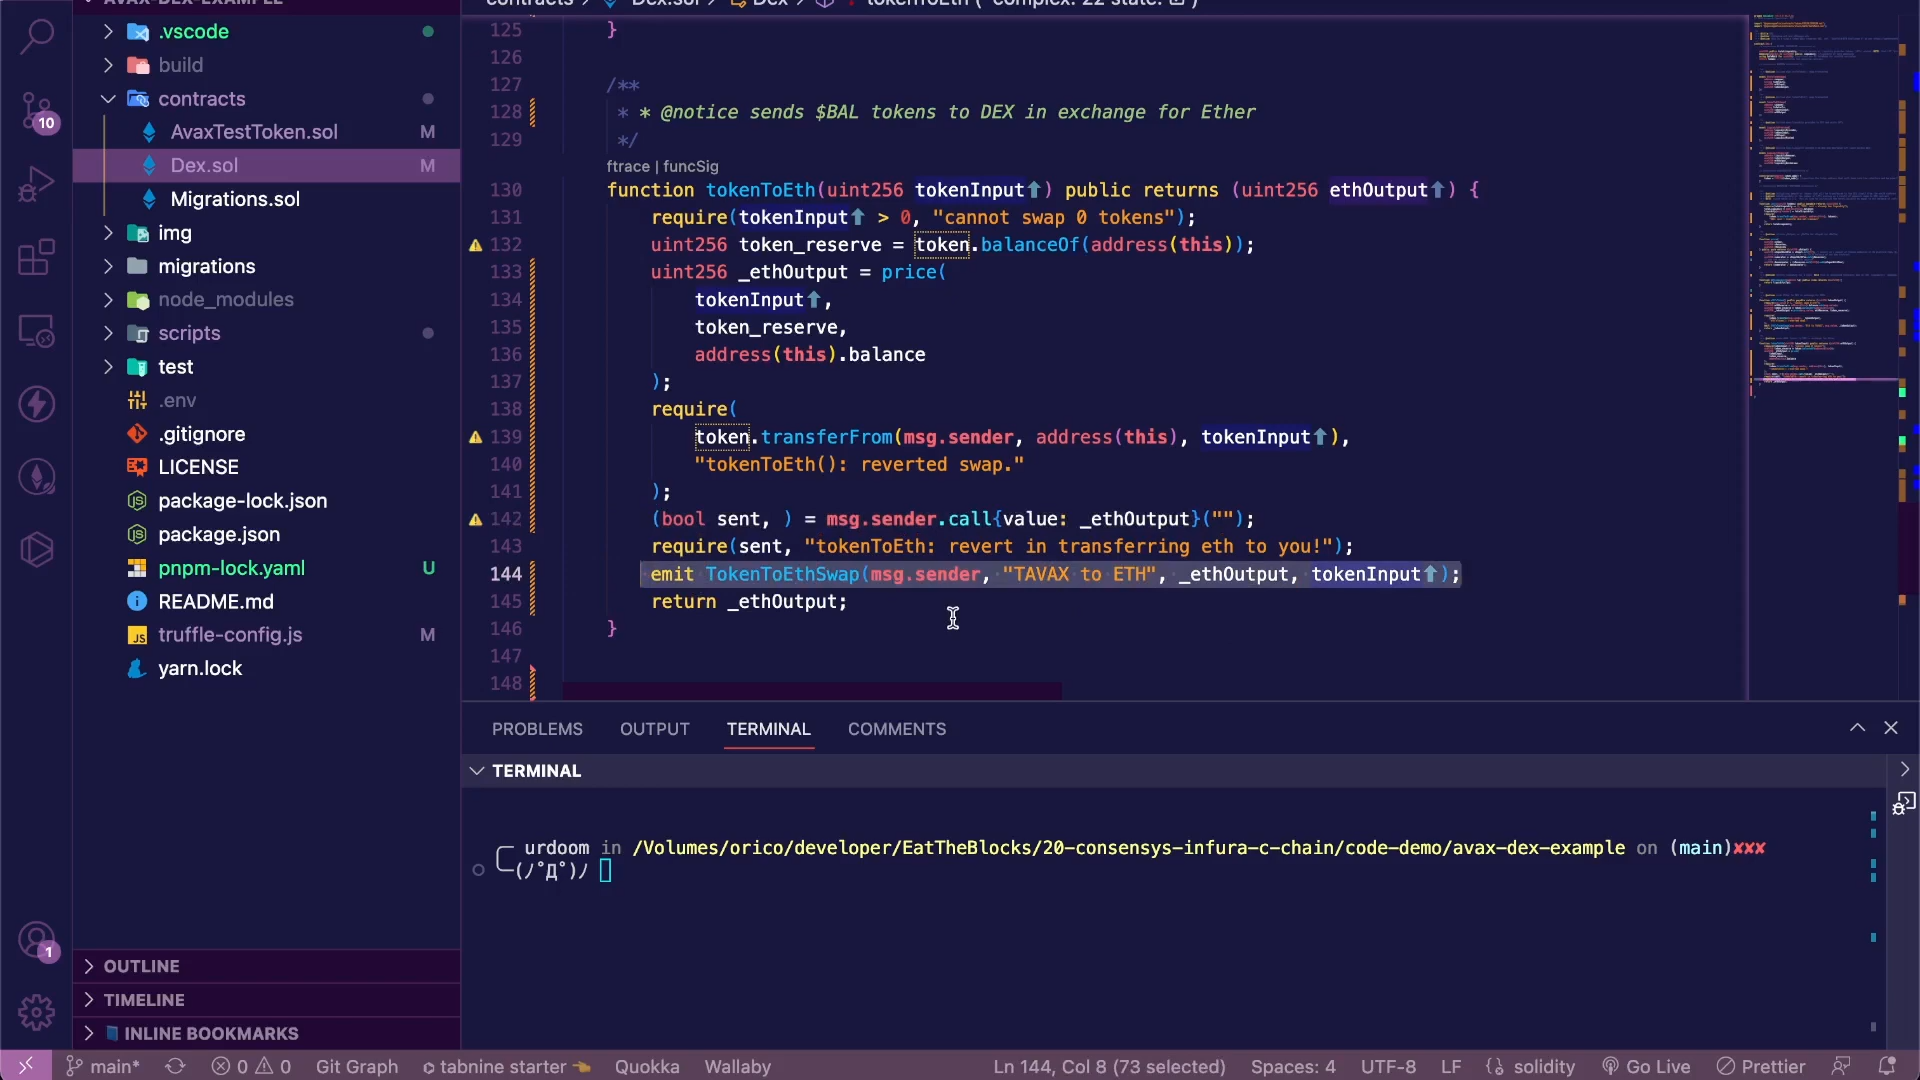 .vscode
build
contracts
AvaxTestToken.sol M
Dex.sol M
Migrations.sol
img
migrations
node_modules
scripts
test
.env
.gitignore
LICENSE
package-lock.json
package.json
pnpm-lock.yaml U
README.md
truffle-config.js M
yarn.lock
OUTLINE
TIMELINE
INLINE BOOKMARKS
10
1
125 }
126
127 /**
128 * * @notice sends $BAL tokens to DEX in exchange for Ether
129 */
ftrace | funcSig
130 function tokenToEth(uint256 tokenInput⬆) public returns (uint256 ethOutput⬆) {
131 require(tokenInput⬆ > 0, "cannot swap 0 tokens");
132 uint256 token_reserve = token.balanceOf(address(this));
133 uint256 _ethOutput = price(
134 tokenInput⬆,
135 token_reserve,
136 address(this).balance
137 );
138 require(
139 token.transferFrom(msg.sender, address(this), tokenInput⬆),
140 "tokenToEth(): reverted swap."
141 );
142 (bool sent, ) = msg.sender.call{value: _ethOutput}("");
143 require(sent, "tokenToEth: revert in transferring eth to you!");
144 emit TokenToEthSwap(msg.sender, "TAVAX to ETH", _ethOutput, tokenInput⬆);
145 return _ethOutput;
146 }
147
148
PROBLEMS OUTPUT TERMINAL COMMENTS
TERMINAL
urdoom in /Volumes/orico/developer/EatTheBlocks/20-consensys-infura-c-chain/code-demo/avax-dex-example on (main)✘✘✘
(ﾉ˚Д˚)ﾉ
main* 0 0 Git Graph tabnine starter Quokka Wallaby Ln 144, Col 8 (73 selected) Spaces: 4 UTF-8 LF solidity Go Live Prettier